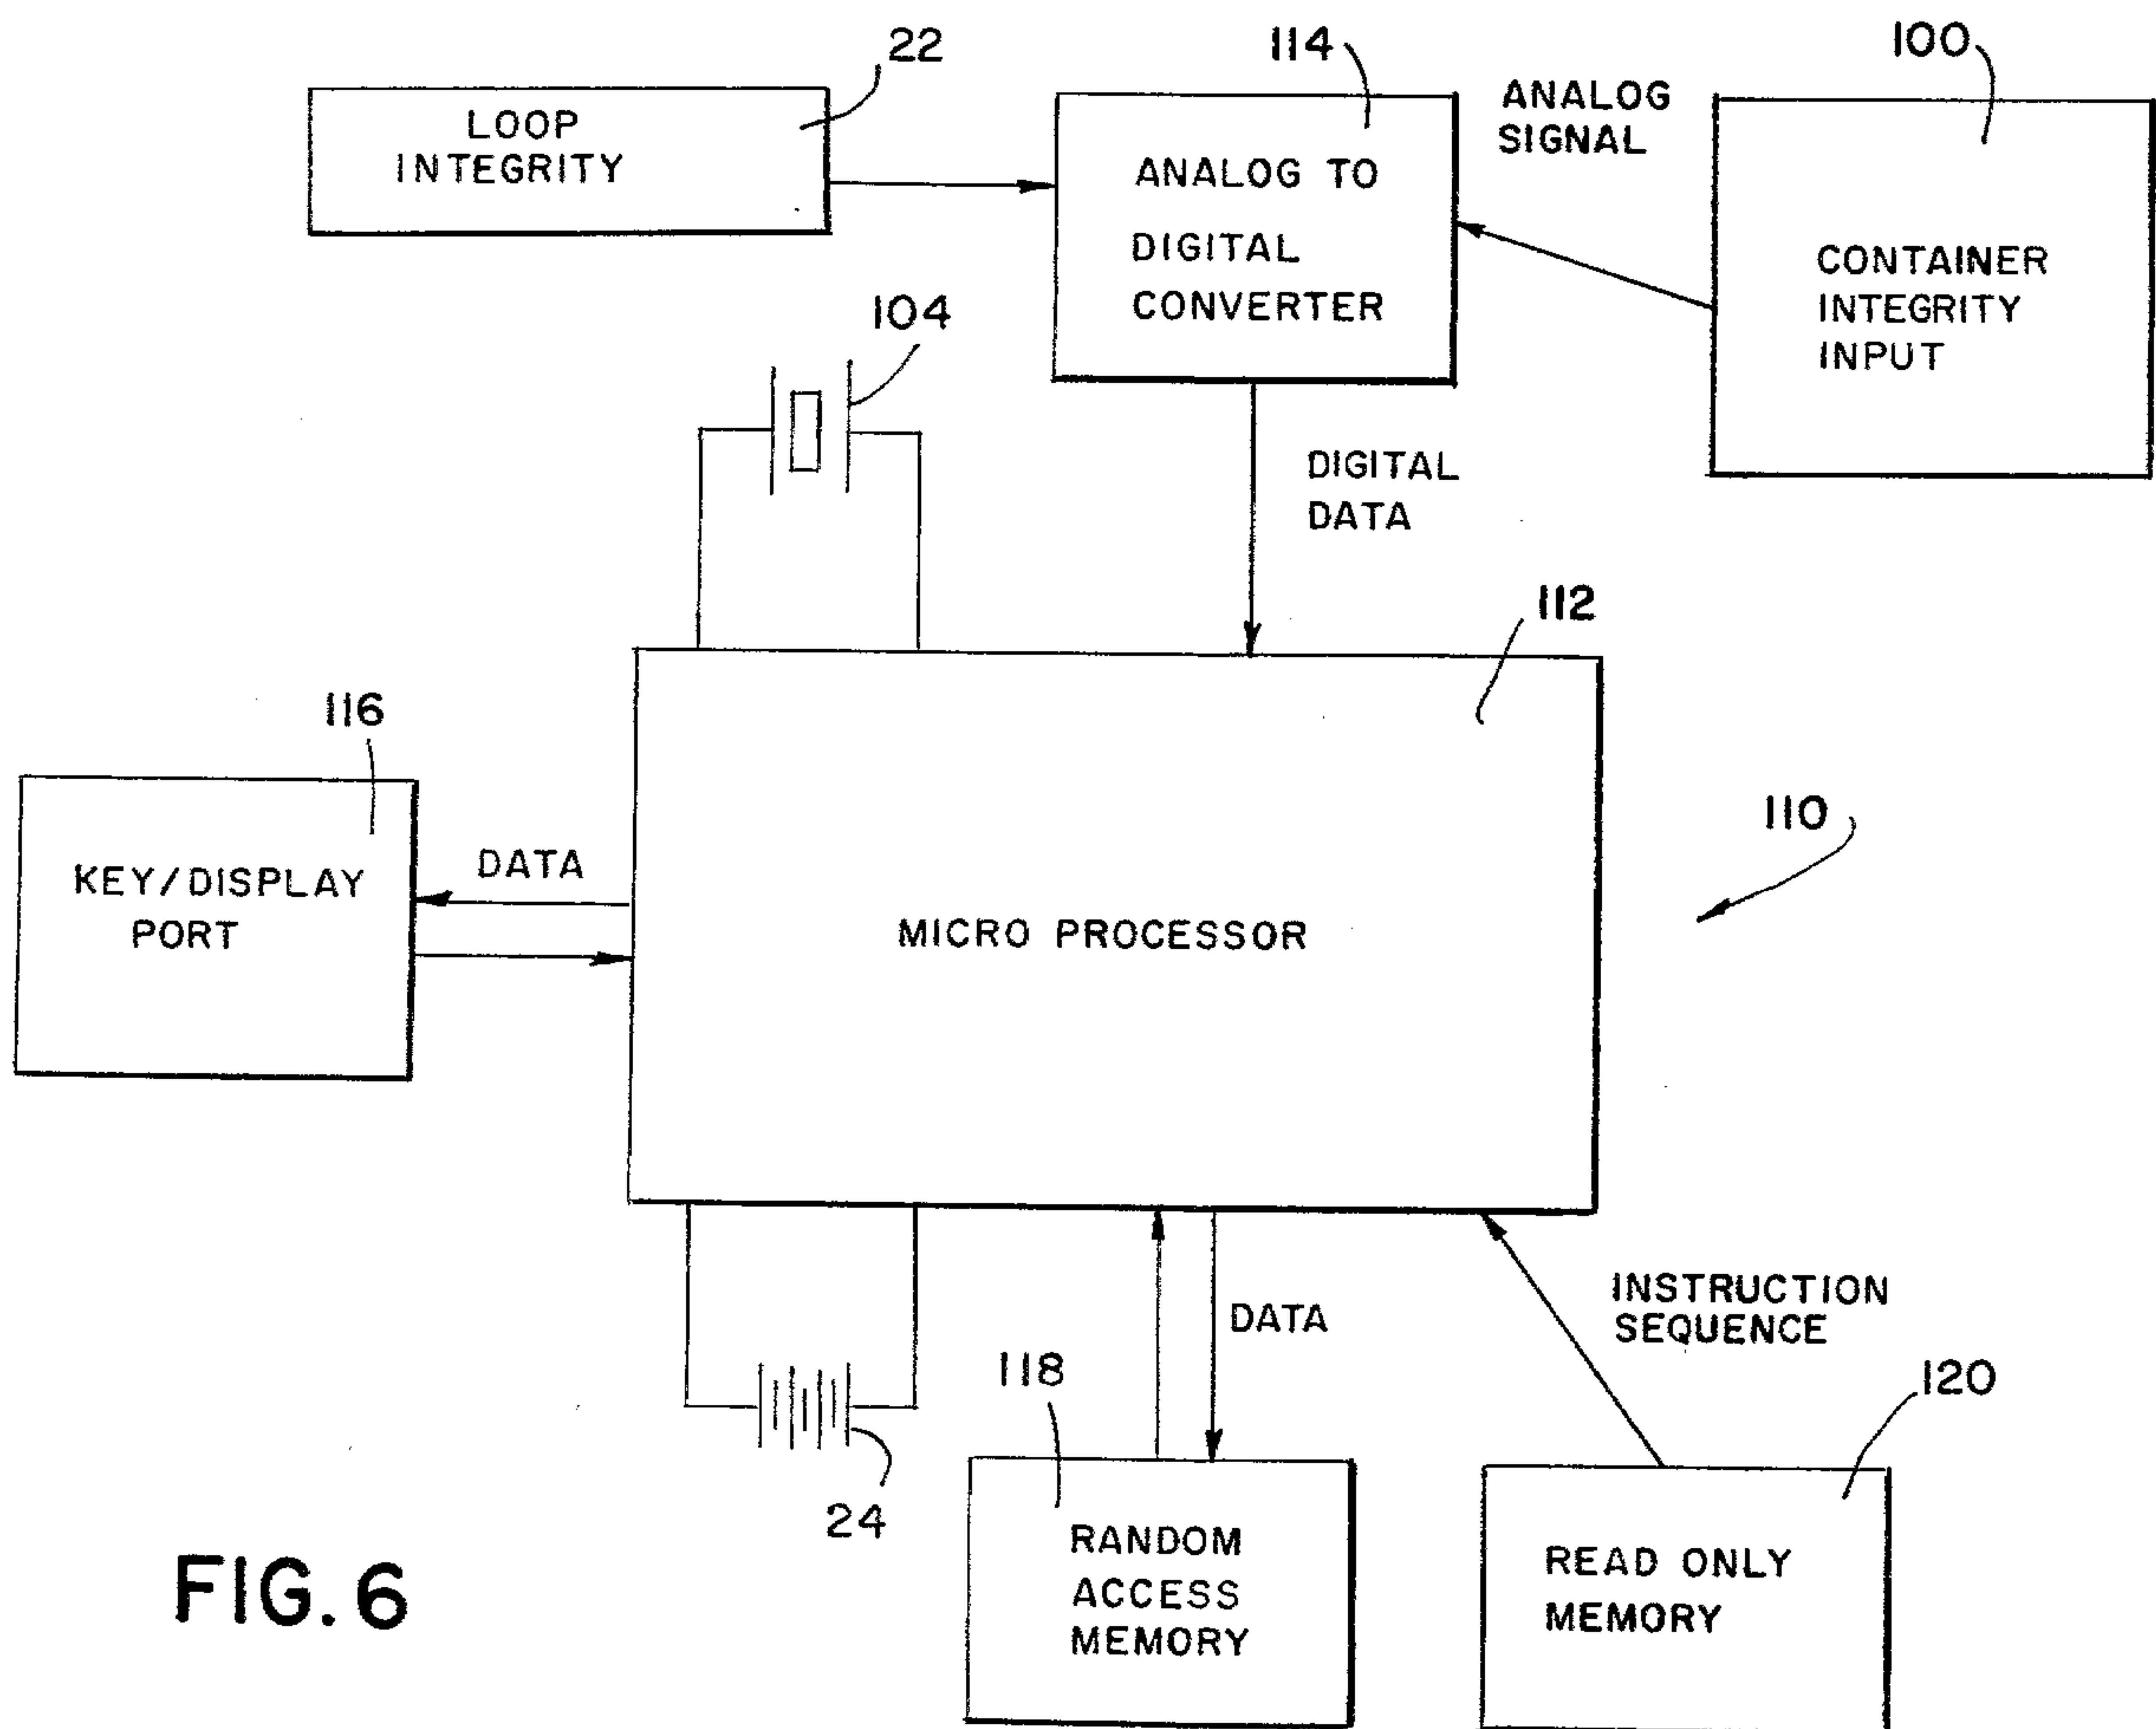 22
LOOP
INTEGRITY
114
ANALOG TO
DIGITAL
CONVERTER
ANALOG
SIGNAL
100
CONTAINER
INTEGRITY
INPUT
104
DIGITAL
DATA
112
116
KEY/DISPLAY
PORT
DATA
MICRO PROCESSOR
110
DATA
INSTRUCTION
SEQUENCE
24
118
RANDOM
ACCESS
MEMORY
120
READ ONLY
MEMORY
FIG. 6